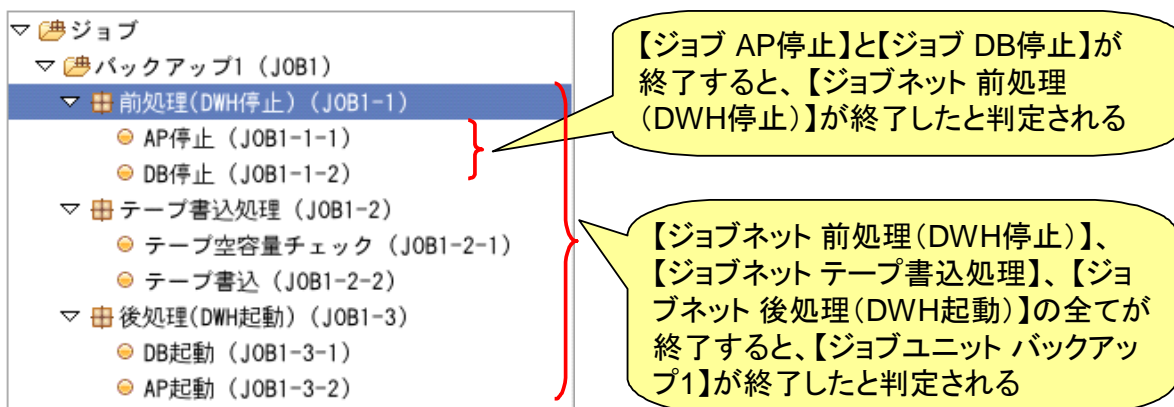 ジョブ
バックアップ1 (JOB1)
前処理(DWH停止) (JOB1-1)
AP停止 (JOB1-1-1)
DB停止 (JOB1-1-2)
テープ書込処理 (JOB1-2)
テープ空容量チェック (JOB1-2-1)
テープ書込 (JOB1-2-2)
後処理(DWH起動) (JOB1-3)
DB起動 (JOB1-3-1)
AP起動 (JOB1-3-2)
【ジョブ AP停止】と【ジョブ DB停止】が
終了すると、【ジョブネット 前処理
(DWH停止)】が終了したと判定される
【ジョブネット 前処理(DWH停止)】、
【ジョブネット テープ書込処理】、【ジョ
ブネット 後処理(DWH起動)】の全てが
終了すると、【ジョブユニット バックアッ
プ1】が終了したと判定される